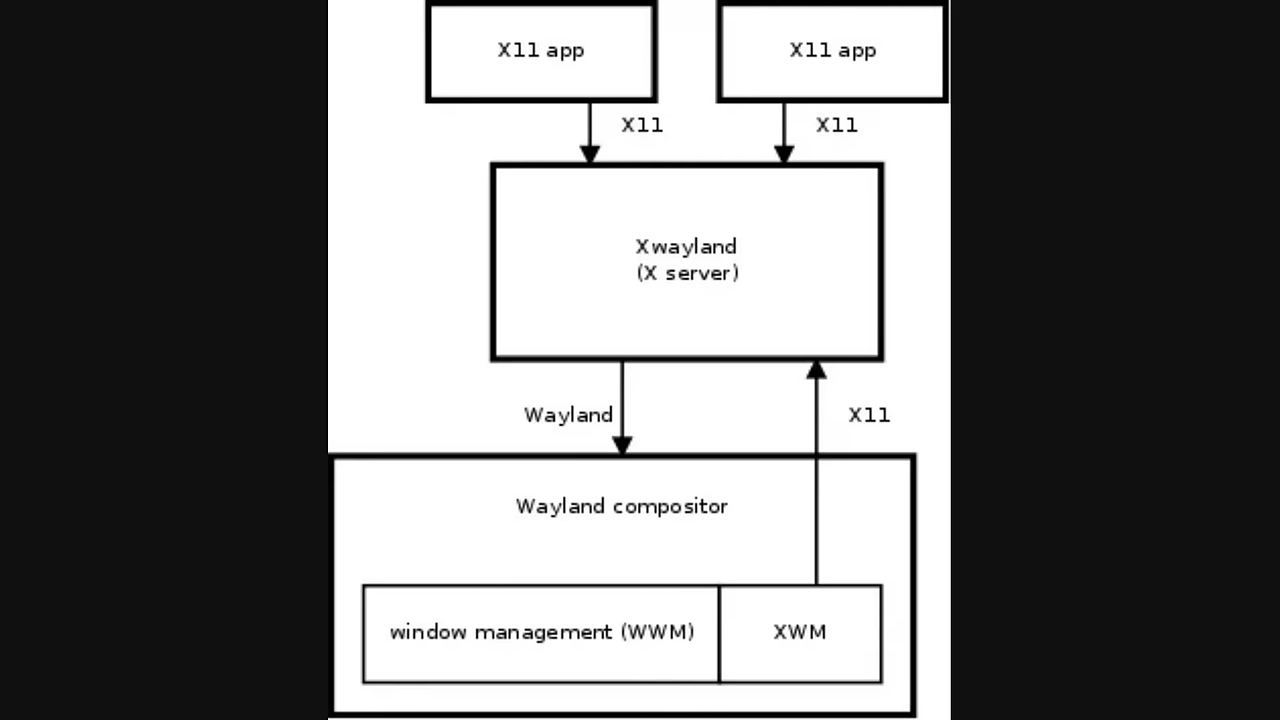 X11 app
X11 app
X11
X11
Xwayland
(X server)
Wayland
X11
Wayland compositor
window management (WWM)
XWM